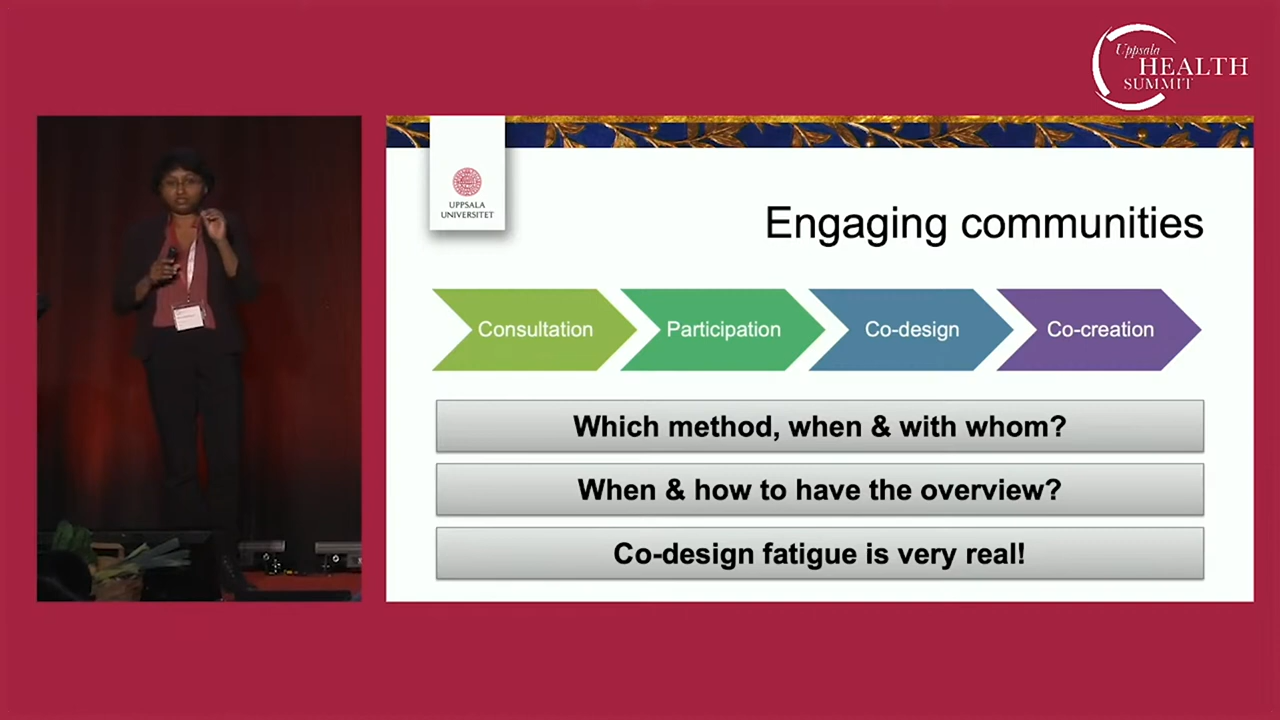 Uppsala
HEALTH
SUMMIT
UPPSALA
UNIVERSITET
Engaging communities
Consultation
Participation
Co-design
Co-creation
Which method, when & with whom?
When & how to have the overview?
Co-design fatigue is very real!